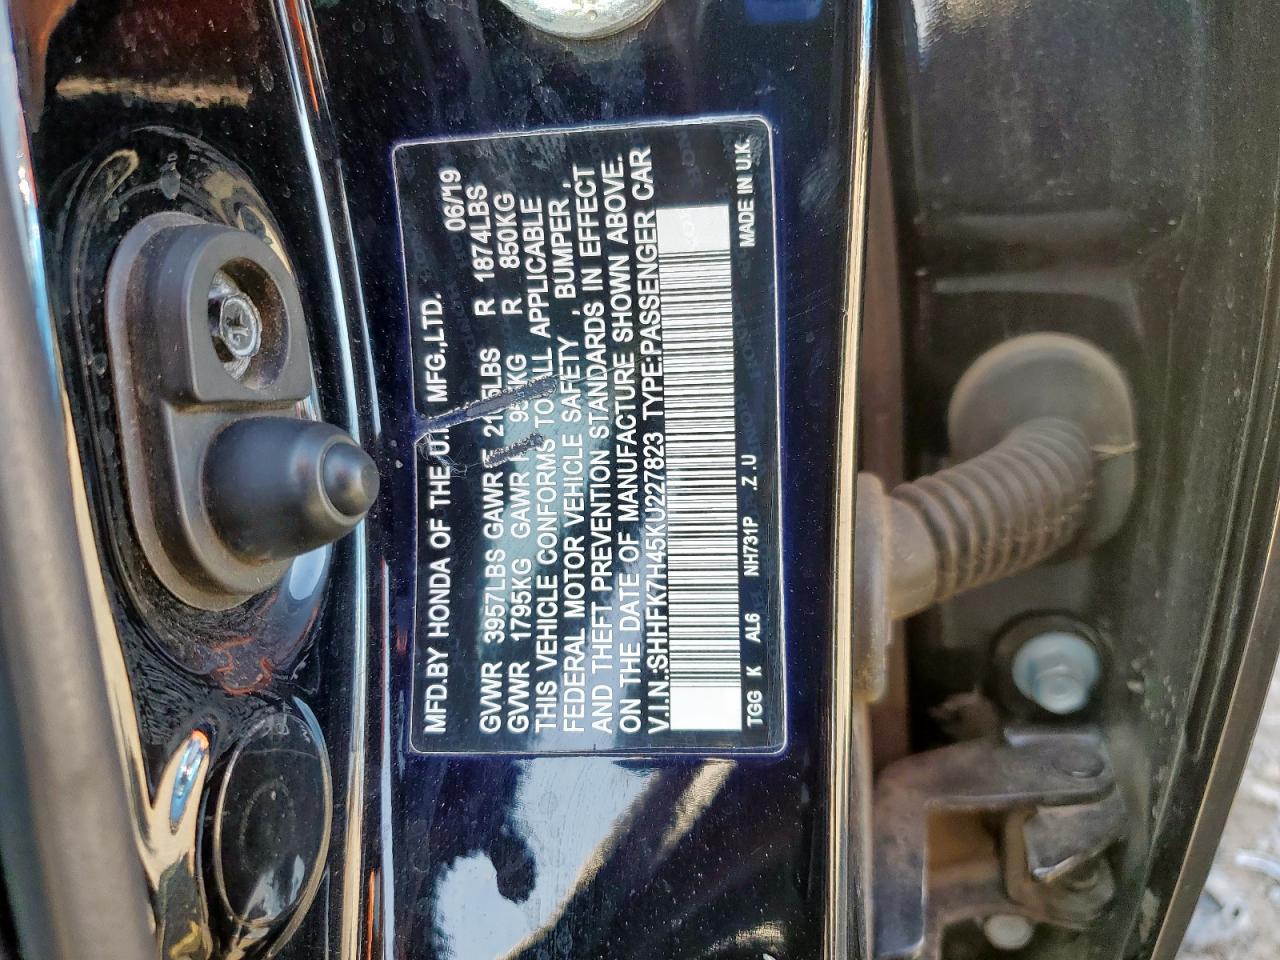 MFD.BY HONDA OF THE MFG.,LTD. 06/19
GVWR 3957LBS GAWR R 1874LBS
GVWR 1795KG GAWR R 850KG
THIS VEHICLE CONFORMS TO ALL APPLICABLE
FEDERAL MOTOR VEHICLE SAFETY , BUMPER ,
AND THEFT PREVENTION STANDARDS IN EFFECT
ON THE DATE OF MANUFACTURE SHOWN ABOVE.
V.I.N.:SHHFK7H45KU227823 TYPE:PASSENGER CAR
TGG K AL6 NH731P .Z .U MADE IN U.K.